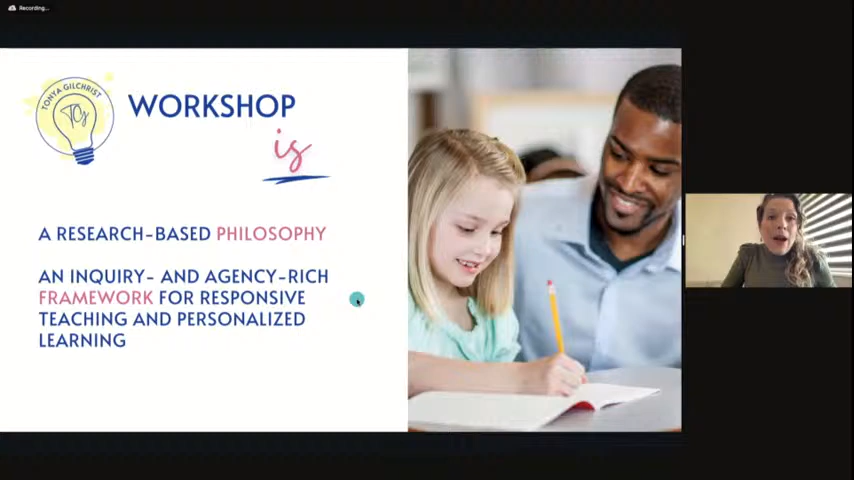 Recording...
TONYA GILCHRIST
TG
WORKSHOP
is
A RESEARCH-BASED PHILOSOPHY
AN INQUIRY- AND AGENCY-RICH
FRAMEWORK FOR RESPONSIVE
TEACHING AND PERSONALIZED
LEARNING